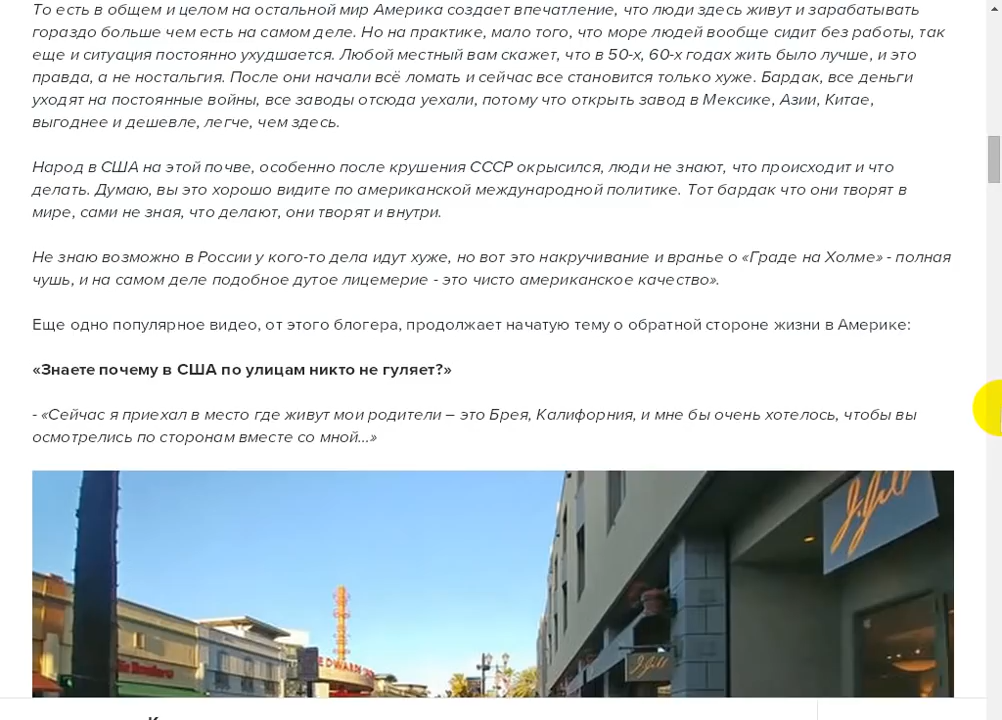 То есть в общем и целом на остальной мир Америка создает впечатление, что люди здесь живут и зарабатывать
гораздо больше чем есть на самом деле. Но на практике, мало того, что море людей вообще сидит без работы, так
еще и ситуация постоянно ухудшается. Любой местный вам скажет, что в 50-х, 60-х годах жить было лучше, и это
правда, а не ностальгия. После они начали всё ломать и сейчас все становится только хуже. Бардак, все деньги
уходят на постоянные войны, все заводы отсюда уехали, потому что открыть завод в Мексике, Азии, Китае,
выгоднее и дешевле, легче, чем здесь.
Народ в США на этой почве, особенно после крушения СССР окрысился, люди не знают, что происходит и что
делать. Думаю, вы это хорошо видите по американской международной политике. Тот бардак что они творят в
мире, сами не зная, что делают, они творят и внутри.
Не знаю возможно в России у кого-то дела идут хуже, но вот это накручивание и вранье о «Граде на Холме» - полная
чушь, и на самом деле подобное дутое лицемерие - это чисто американское качество».
Еще одно популярное видео, от этого блогера, продолжает начатую тему о обратной стороне жизни в Америке:
«Знаете почему в США по улицам никто не гуляет?»
- «Сейчас я приехал в место где живут мои родители – это Брея, Калифорния, и мне бы очень хотелось, чтобы вы
осмотрелись по сторонам вместе со мной...»
J.Jill
EDWARDS
J.Jill